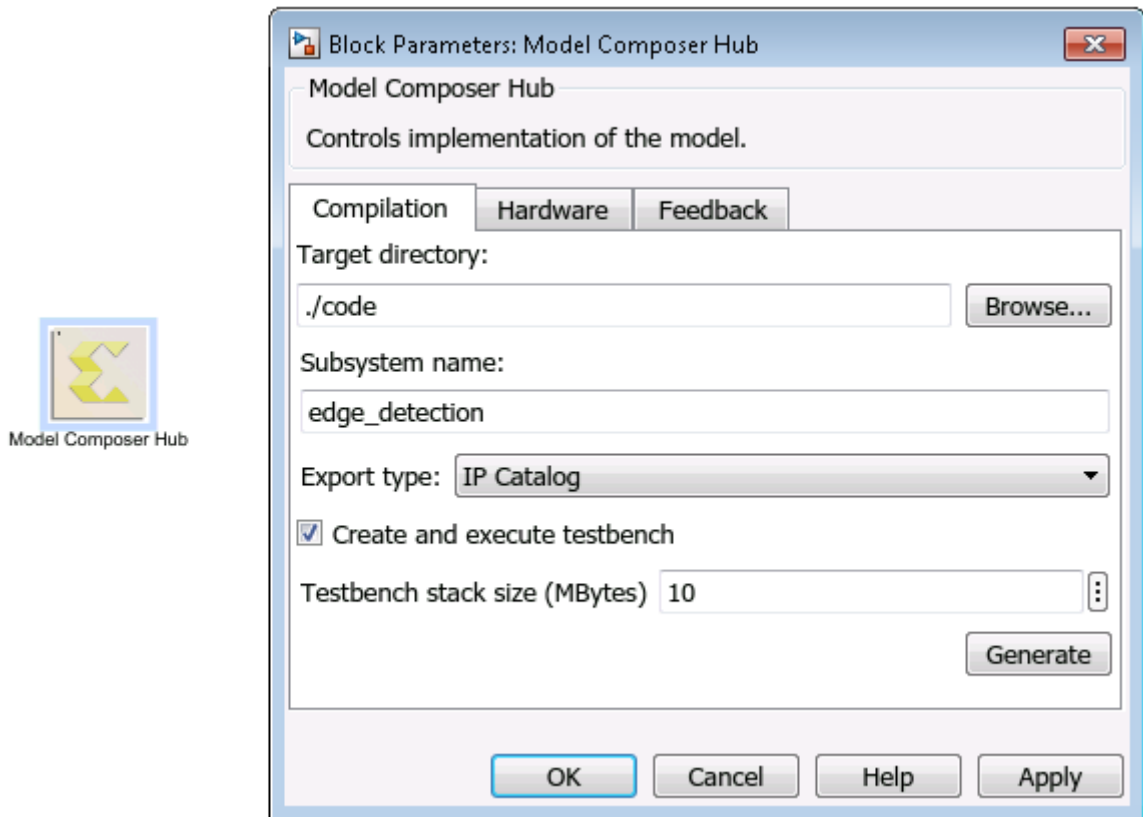 Block Parameters: Model Composer Hub
Model Composer Hub
Controls implementation of the model.
Compilation Hardware Feedback
Target directory:
./code Browse...
Subsystem name:
edge_detection
Export type: IP Catalog
Create and execute testbench
Testbench stack size (MBytes) 10
Generate
OK Cancel Help Apply
Model Composer Hub